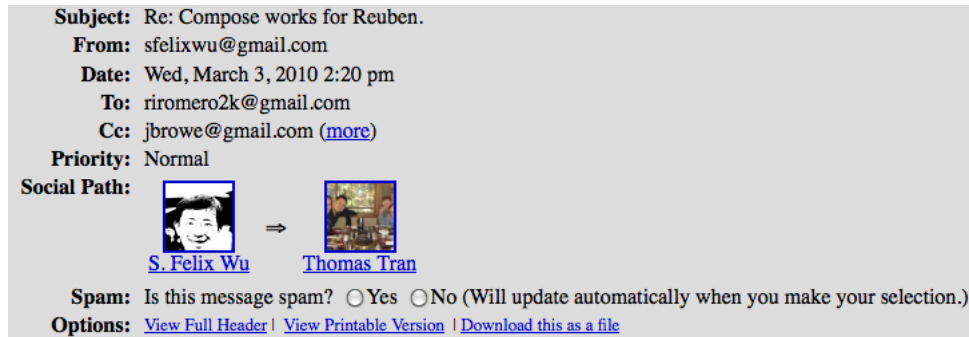 Subject: Re: Compose works for Reuben.
From: sfelixwu@gmail.com
Date: Wed, March 3, 2010 2:20 pm
To: riromero2k@gmail.com
Cc: jbrowe@gmail.com (more)
Priority: Normal
Social Path:
⇒
S. Felix Wu Thomas Tran
Spam: Is this message spam? Yes No (Will update automatically when you make your selection.)
Options: View Full Header | View Printable Version | Download this as a file